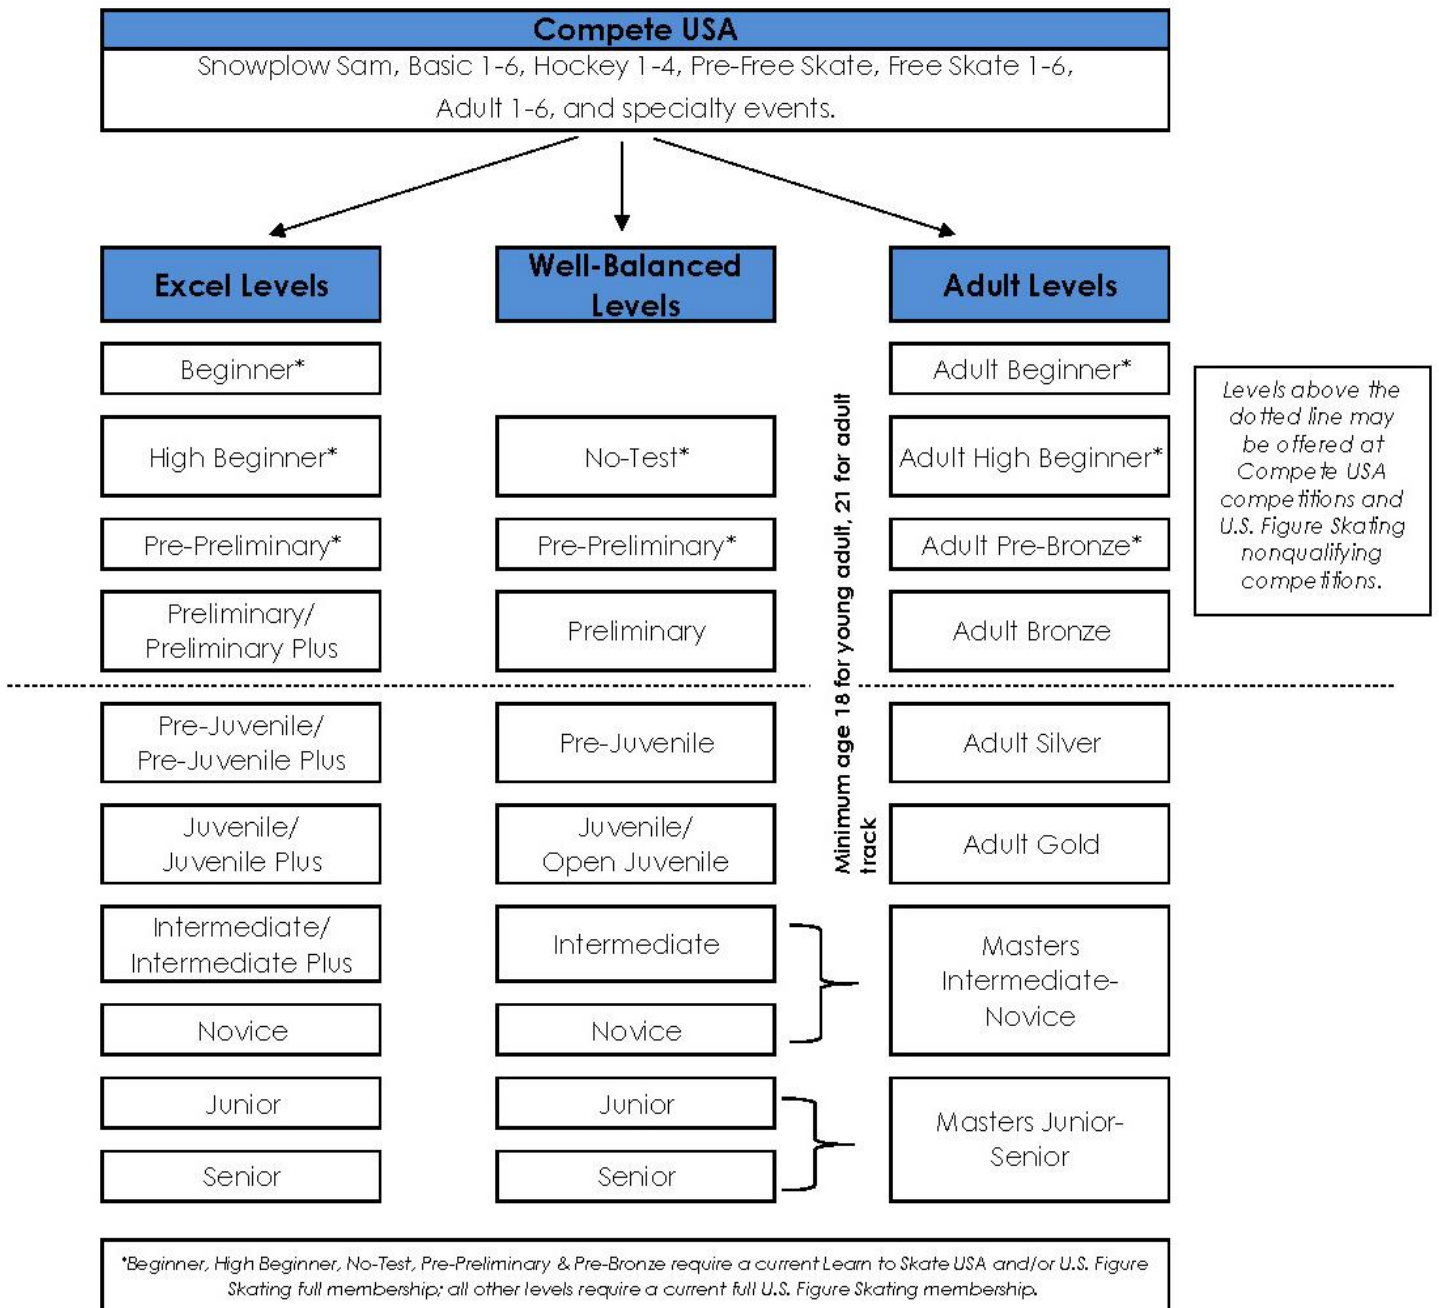 Compete USA
Snowplow Sam, Basic 1-6, Hockey 1-4, Pre-Free Skate, Free Skate 1-6,
Adult 1-6, and specialty events.
Excel Levels
Beginner*
High Beginner*
Pre-Preliminary*
Preliminary/
Preliminary Plus
Pre-Juvenile/
Pre-Juvenile Plus
Juvenile/
Juvenile Plus
Intermediate/
Intermediate Plus
Novice
Junior
Senior
Well-Balanced
Levels
No-Test*
Pre-Preliminary*
Preliminary
Pre-Juvenile
Juvenile/
Open Juvenile
Intermediate
Novice
Junior
Senior
Minimum age 18 for young adult, 21 for adult
track
Adult Levels
Adult Beginner*
Adult High Beginner*
Adult Pre-Bronze*
Adult Bronze
Adult Silver
Adult Gold
Masters
Intermediate-
Novice
Masters Junior-
Senior
Levels above the
dotted line may
be offered at
Compete USA
competitions and
U.S. Figure Skating
nonqualifying
competitions.
*Beginner, High Beginner, No-Test, Pre-Preliminary & Pre-Bronze require a current Learn to Skate USA and/or U.S. Figure
Skating full membership; all other levels require a current full U.S. Figure Skating membership.